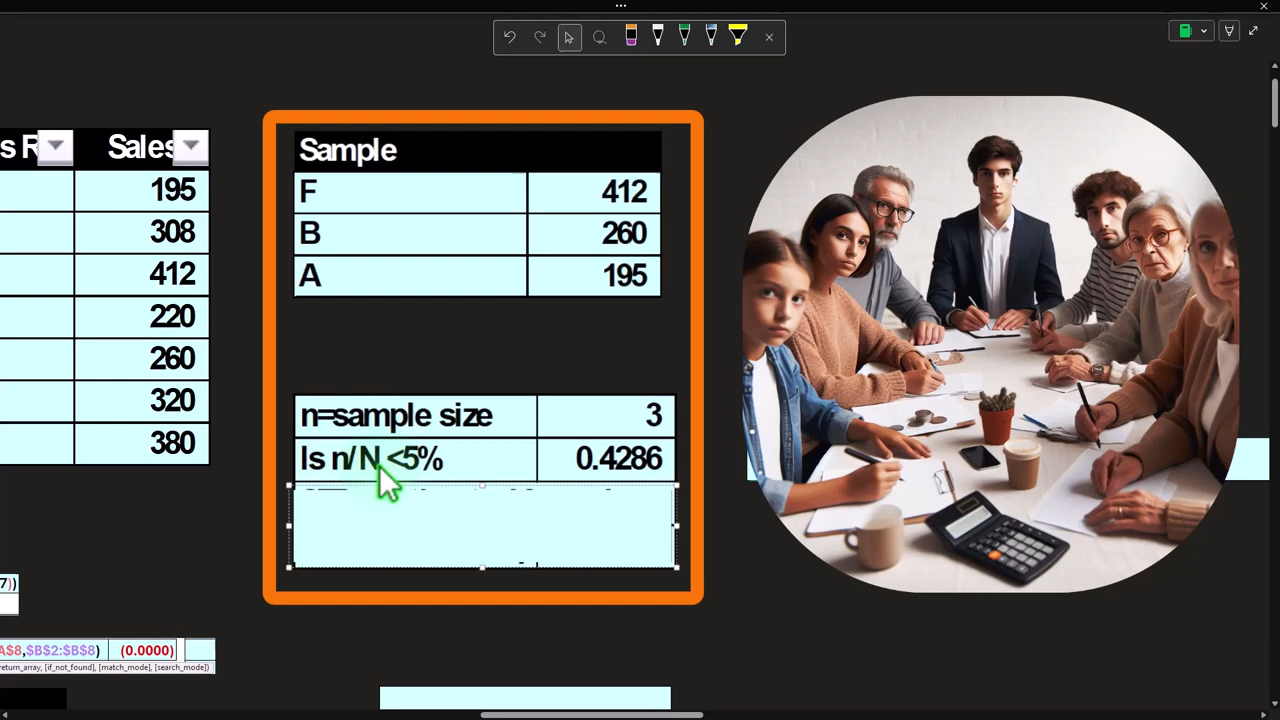 s R Sales
195
308
412
220
260
320
380
Sample
F 412
B 260
A 195
n=sample size 3
Is n/N <5% 0.4286
7))
A$8,$B$2:$B$8) (0.0000)
return_array, [if_not_found], [match_mode], [search_mode])